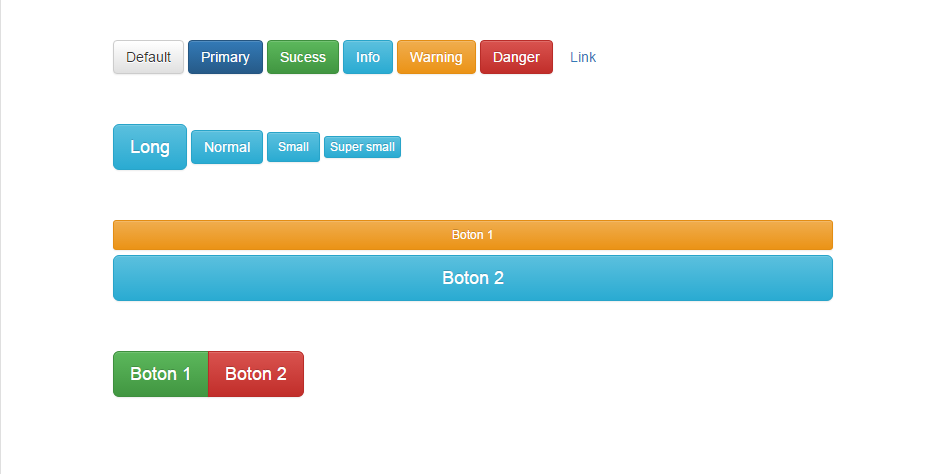 Default Primary Sucess Info Warning Danger Link
Long Normal Small Super small
Boton 1
Boton 2
Boton 1 Boton 2